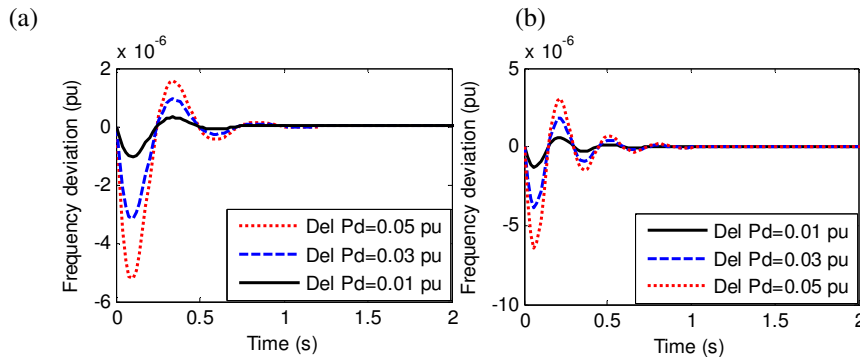 (a)
x 10-6
Frequency deviation (pu)
2
0
-2
-4
-6
0
0.5
1
1.5
2
Time (s)
Del Pd=0.05 pu
Del Pd=0.03 pu
Del Pd=0.01 pu
(b)
x 10-6
Frequency deviation (pu)
5
0
-5
-10
0
0.5
1
1.5
2
Time (s)
Del Pd=0.01 pu
Del Pd=0.03 pu
Del Pd=0.05 pu